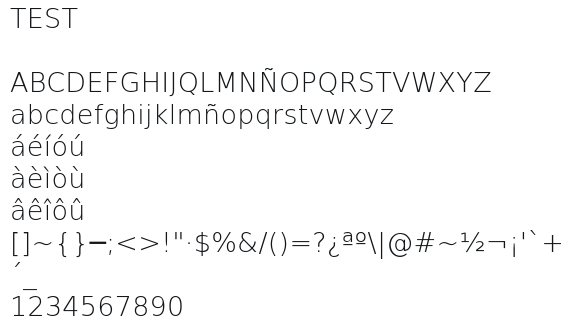 TEST

ABCDEFGHIJQLMNÑOPQRSTVWXYZ
abcdefghijklmñopqrstvwxyz
áéíóú
àèìòù
âêîôû
[]~{}—;<>!"·$%&/()=?¿ªº\|@#~½¬¡'`+
´_
1234567890